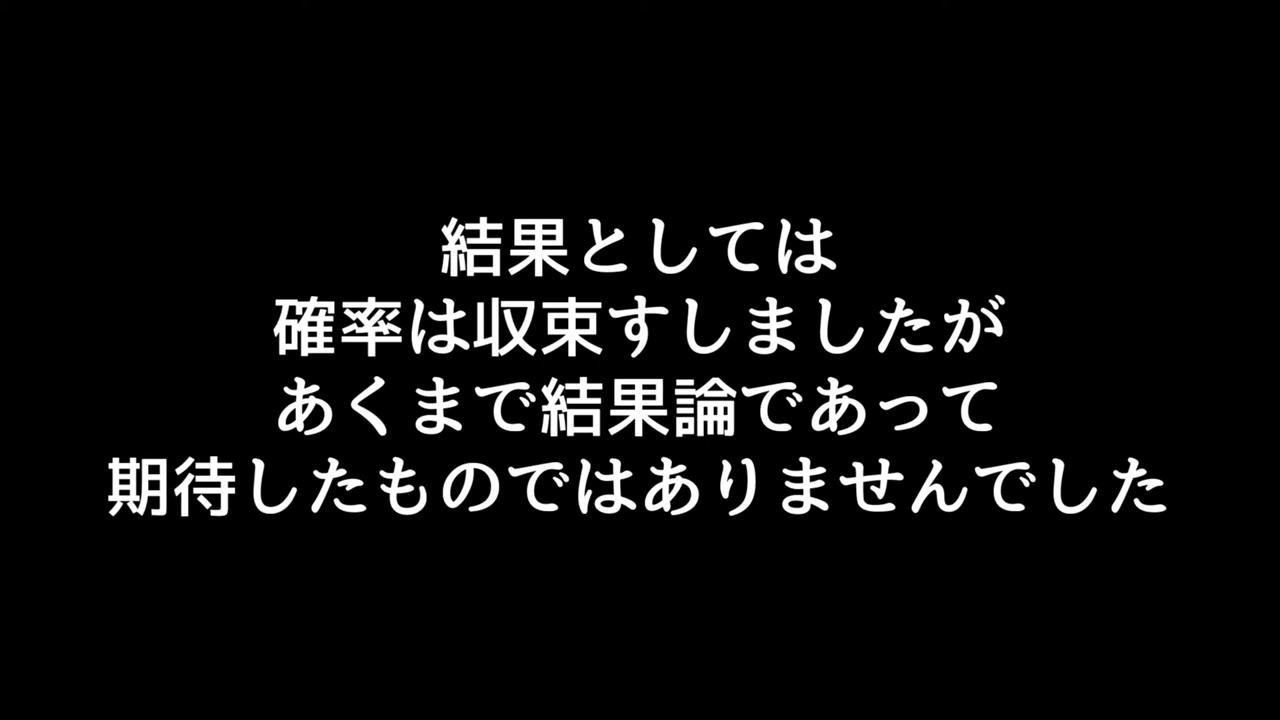 結果としては
確率は収束すしましたが
あくまで結果論であって
期待したものではありませんでした